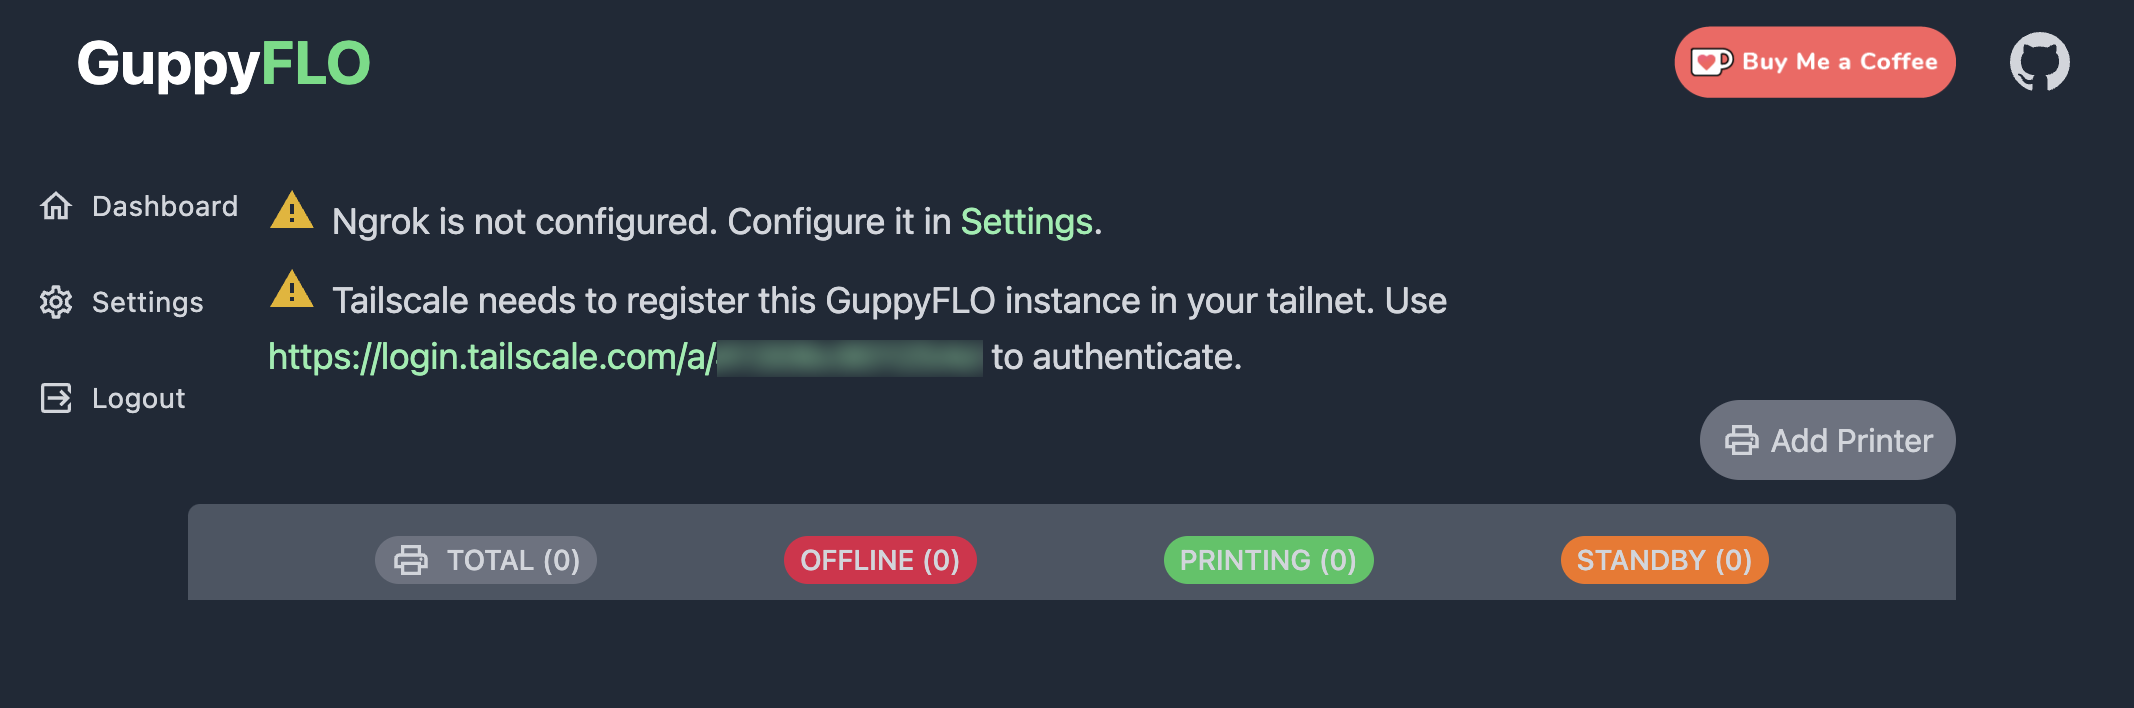 GuppyFLO
Buy Me a Coffee
Dashboard
Settings
Logout
Ngrok is not configured. Configure it in Settings.
Tailscale needs to register this GuppyFLO instance in your tailnet. Use
https://login.tailscale.com/a/ to authenticate.
Add Printer
TOTAL (0)
OFFLINE (0)
PRINTING (0)
STANDBY (0)